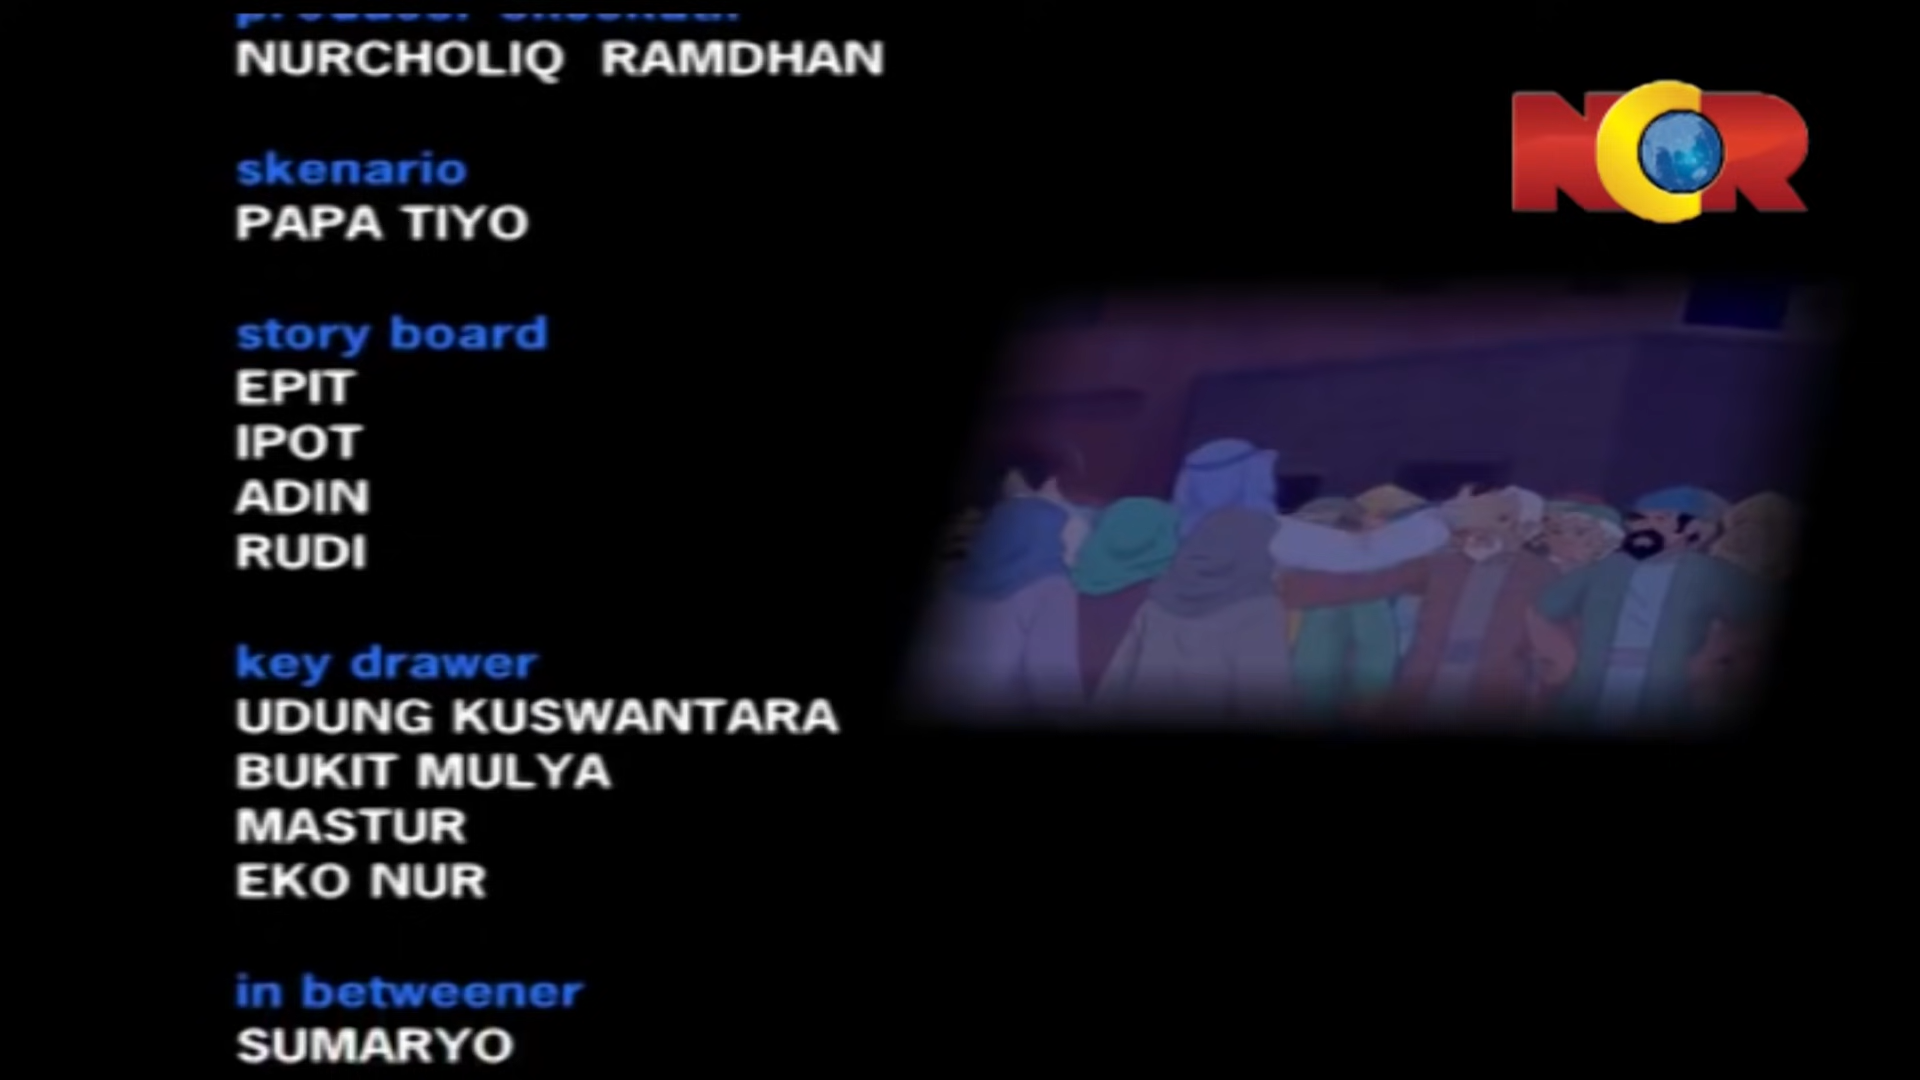 NURCHOLIQ RAMDHAN
NCR
skenario
PAPA TIYO
story board
EPIT
IPOT
ADIN
RUDI
key drawer
UDUNG KUSWANTARA
BUKIT MULYA
MASTUR
EKO NUR
in betweener
SUMARYO